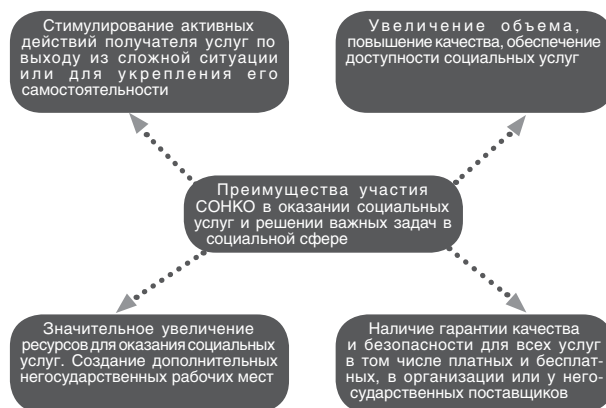 Стимулирование активных
действий получателя услуг по
выходу из сложной ситуации
или для укрепления его
самостоятельности
Увеличение объема,
повышение качества, обеспечение
доступности социальных услуг
Преимущества участия
СОНКО в оказании социальных
услуг и решении важных задач в
социальной сфере
Значительное увеличение
ресурсов для оказания социальных
услуг. Создание дополнительных
негосударственных рабочих мест
Наличие гарантии качества
и безопасности для всех услуг
в том числе платных и бесплат-
ных, в организации или у него-
сударственных поставщиков